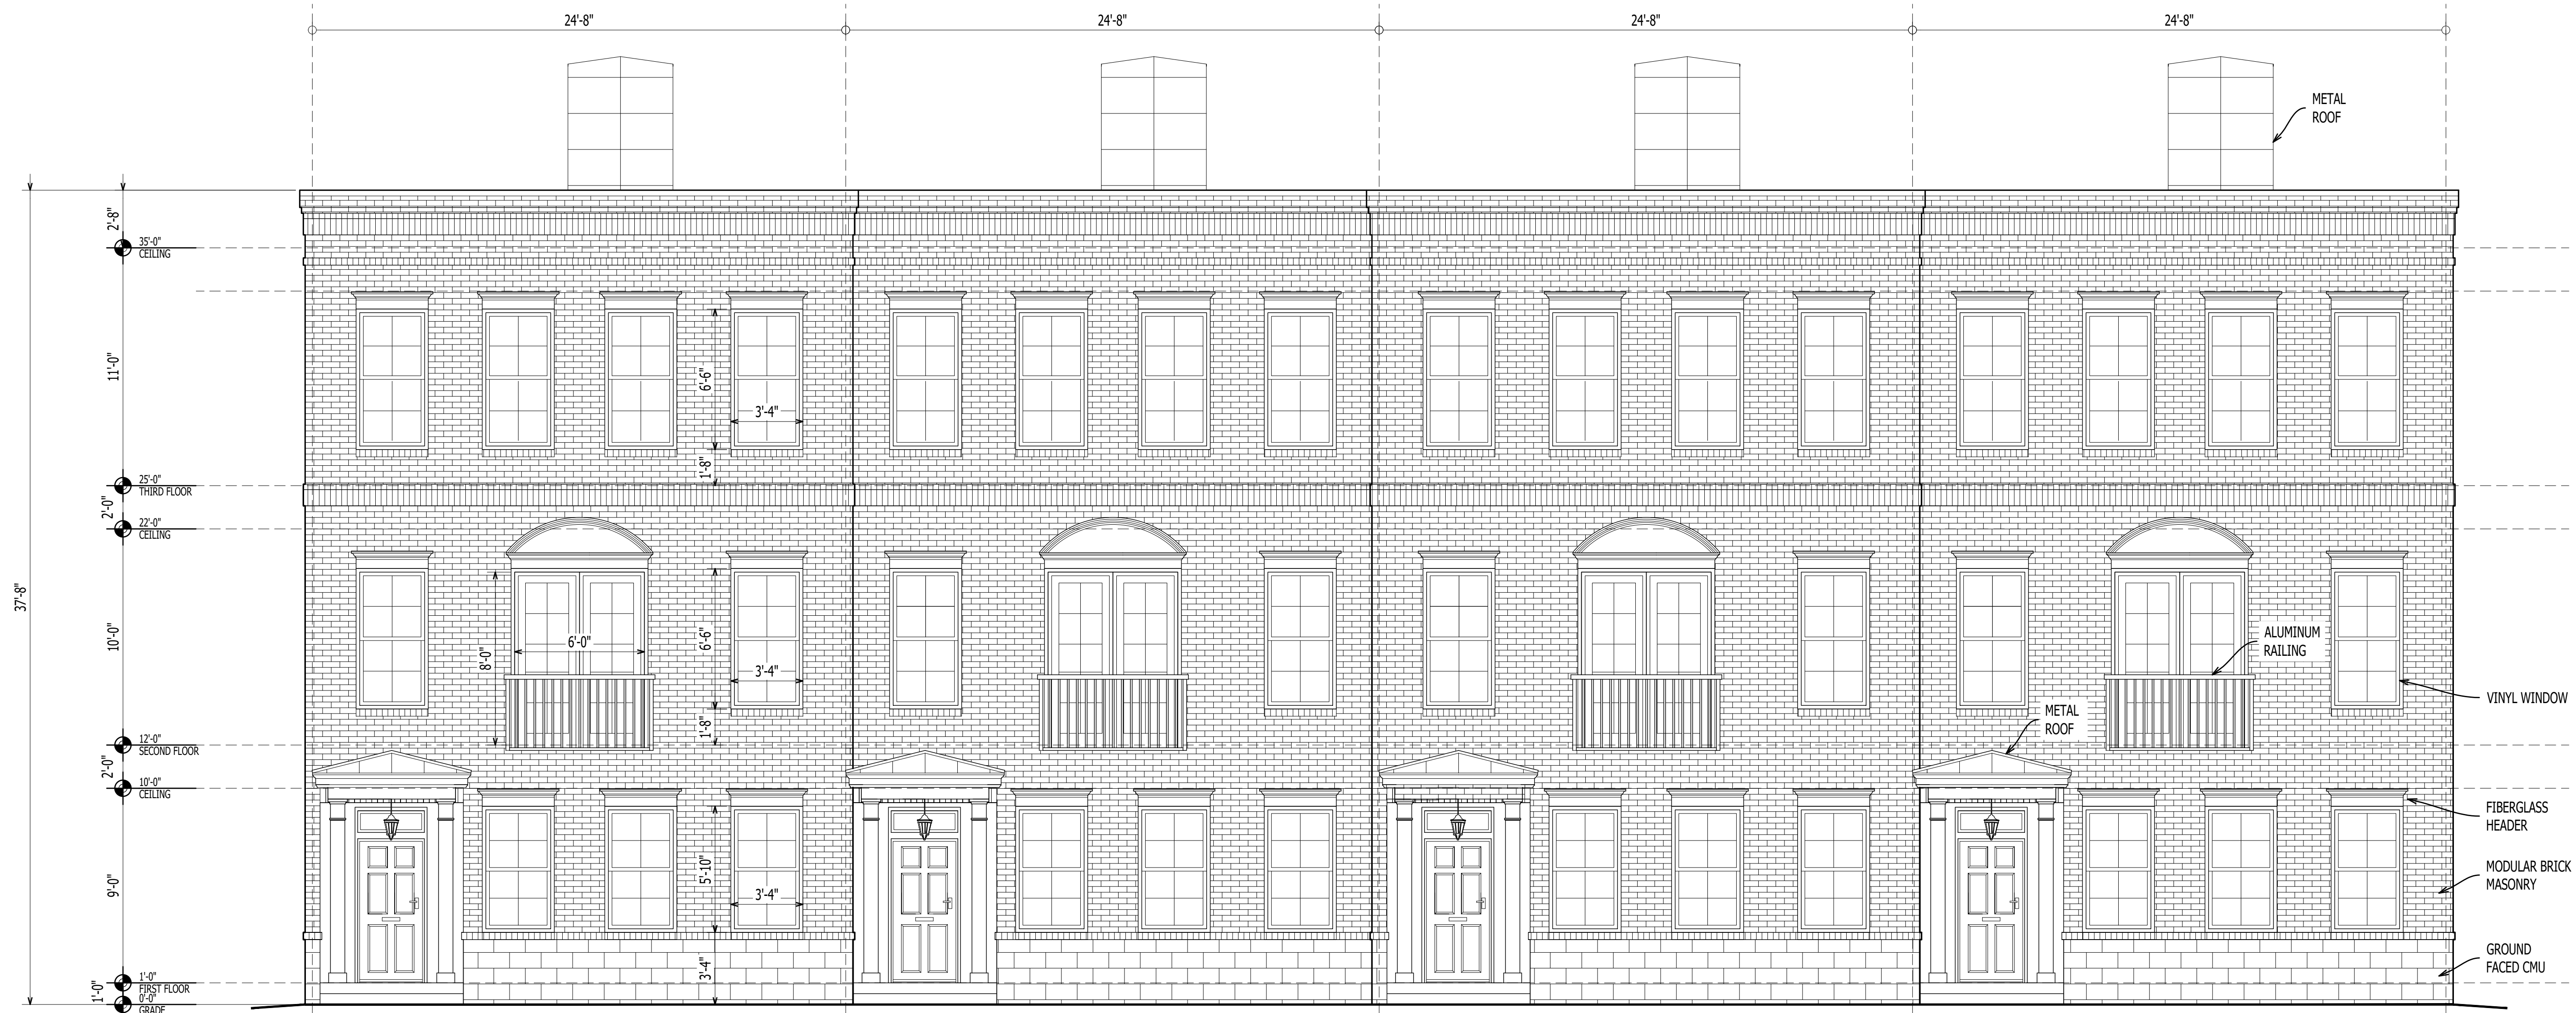 24'-8"
24'-8"
24'-8"
24'-8"
METAL
ROOF
2'-8"
35'-0"
CEILING
11'-0"
6'-6"
3'-4"
1'-8"
25'-0"
THIRD FLOOR
2'-0"
22'-0"
CEILING
37'-8"
10'-0"
8'-0"
6'-0"
6'-6"
3'-4"
1'-8"
ALUMINUM
RAILING
VINYL WINDOW
METAL
ROOF
12'-0"
SECOND FLOOR
2'-0"
10'-0"
CEILING
9'-0"
5'-10"
3'-4"
FIBERGLASS
HEADER
MODULAR BRICK
MASONRY
3'-4"
GROUND
FACED CMU
1'-0"
FIRST FLOOR
1'-0"
0'-0"
GRADE